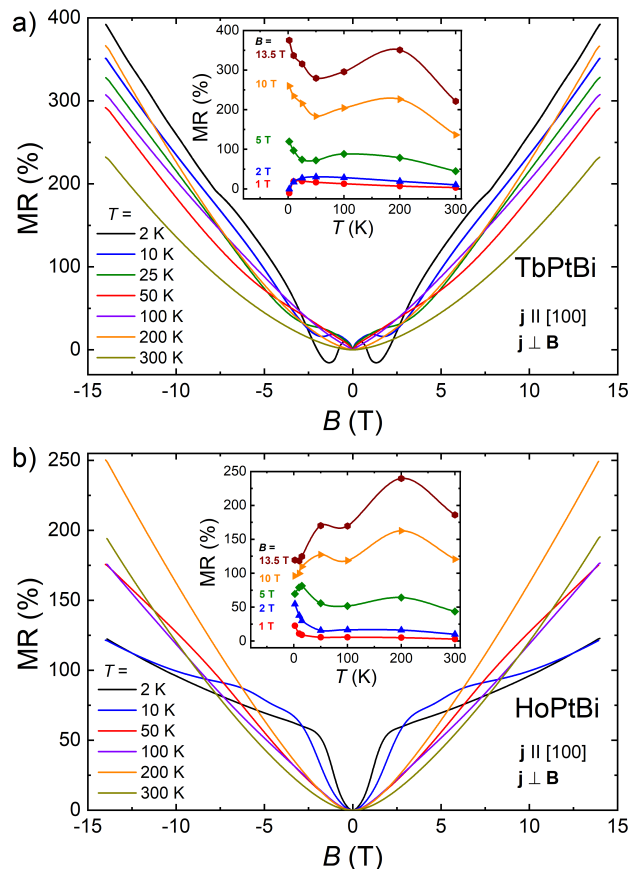 a)
400
300
200
100
0
MR (%)
-15
-10
-5
0
5
10
15
B (T)
T =
2 K
10 K
25 K
50 K
100 K
200 K
300 K
TbPtBi
j || [100]
j ⊥ B
400
350
300
250
200
150
100
50
0
MR (%)
0
100
200
300
T (K)
B =
13.5 T
10 T
5 T
2 T
1 T
b)
250
200
150
100
50
0
MR (%)
-15
-10
-5
0
5
10
15
B (T)
T =
2 K
10 K
50 K
100 K
200 K
300 K
HoPtBi
j || [100]
j ⊥ B
250
200
150
100
50
0
MR (%)
0
100
200
300
T (K)
B =
13.5 T
10 T
5 T
2 T
1 T